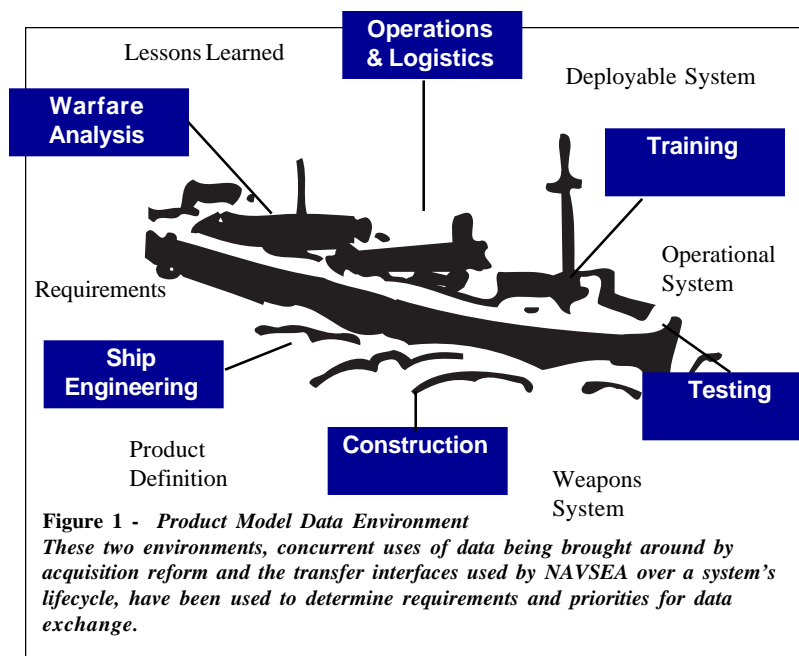 Lessons Learned
Operations
& Logistics
Deployable System
Warfare
Analysis
Training
Requirements
Operational
System
Ship
Engineering
Testing
Product
Definition
Construction
Weapons
System
Figure 1 - Product Model Data Environment
These two environments, concurrent uses of data being brought around by
acquisition reform and the transfer interfaces used by NAVSEA over a system's
lifecycle, have been used to determine requirements and priorities for data
exchange.